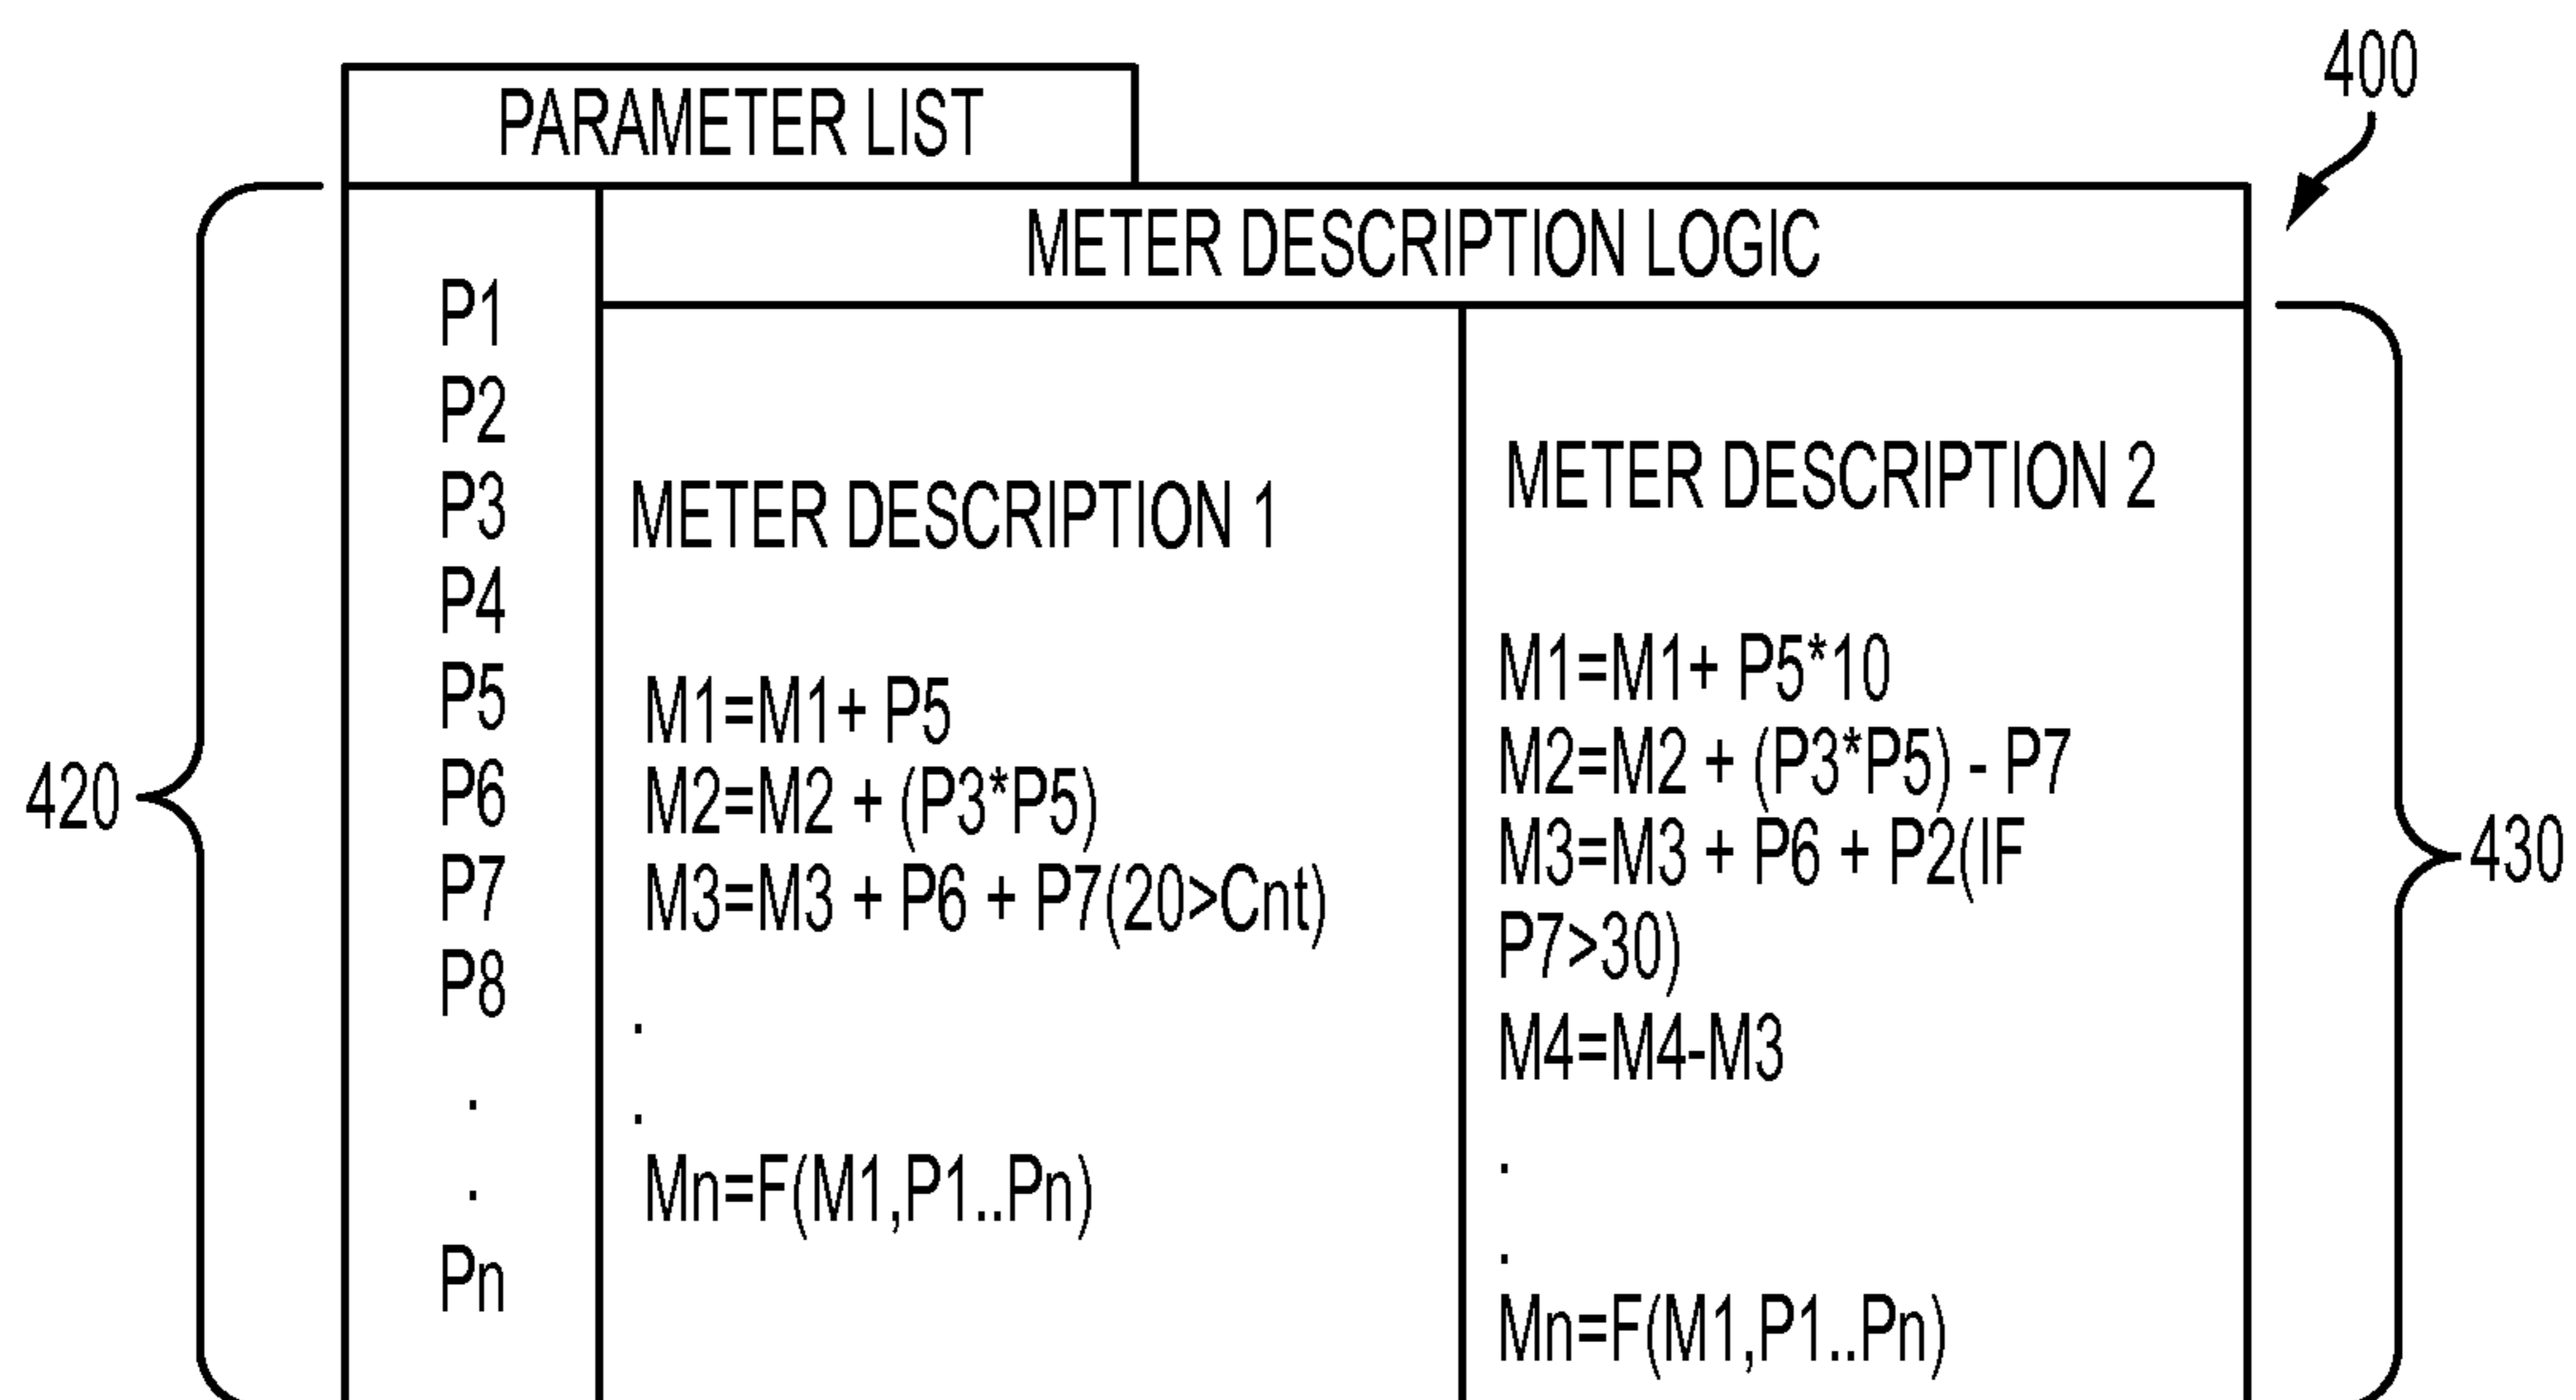 400
PARAMETER LIST
METER DESCRIPTION LOGIC
420
P1
P2
P3
P4
P5
P6
P7
P8
.
.
Pn
METER DESCRIPTION 1
M1=M1+ P5
M2=M2 + (P3*P5)
M3=M3 + P6 + P7(20>Cnt)
.
.
Mn=F(M1,P1..Pn)
METER DESCRIPTION 2
M1=M1+ P5*10
M2=M2 + (P3*P5) - P7
M3=M3 + P6 + P2(IF
P7>30)
M4=M4-M3
.
.
Mn=F(M1,P1..Pn)
430